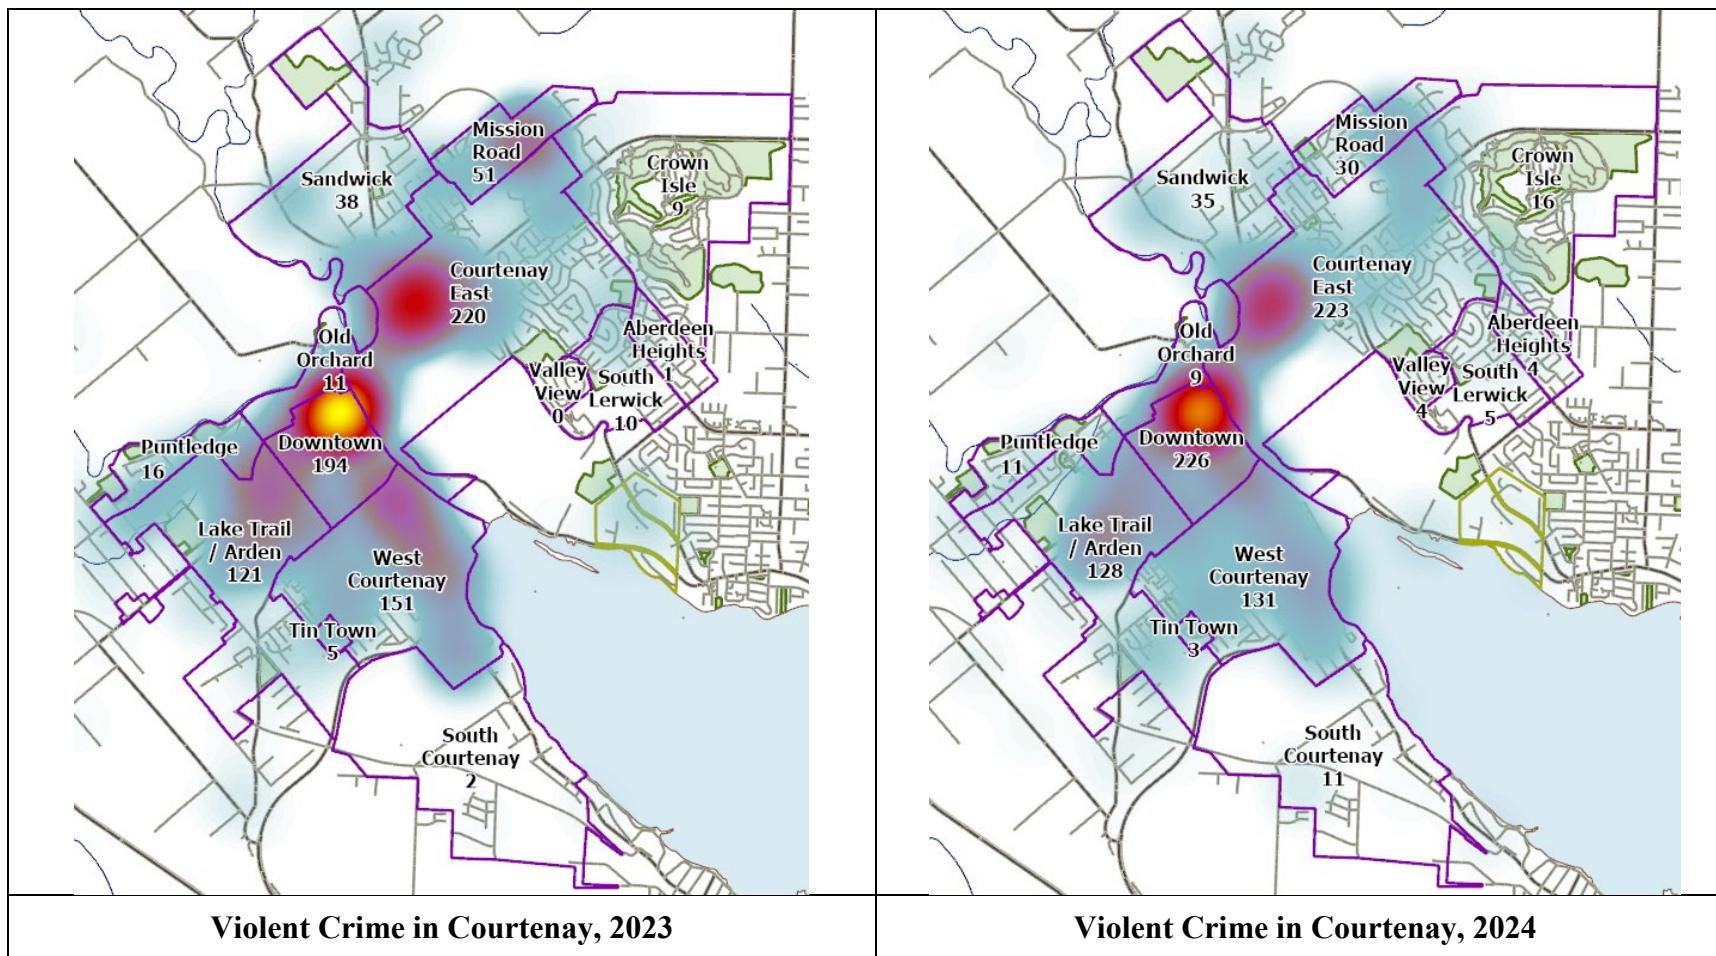 Mission
Road
51
Crown
Isle
9
Sandwick
38
Courtenay
East
220
Old
Orchard
11
Aberdeen
Heights
1
Valley
View
0
South
Lerwick
10
Downtown
194
Puntledge
16
Lake Trail
/ Arden
121
West
Courtenay
151
Tin Town
5
South
Courtenay
2
Violent Crime in Courtenay, 2023
Mission
Road
30
Crown
Isle
16
Sandwick
35
Courtenay
East
223
Old
Orchard
9
Aberdeen
Heights
4
Valley
View
4
South
Lerwick
5
Downtown
226
Puntledge
11
Lake Trail
/ Arden
128
West
Courtenay
131
Tin Town
3
South
Courtenay
11
Violent Crime in Courtenay, 2024